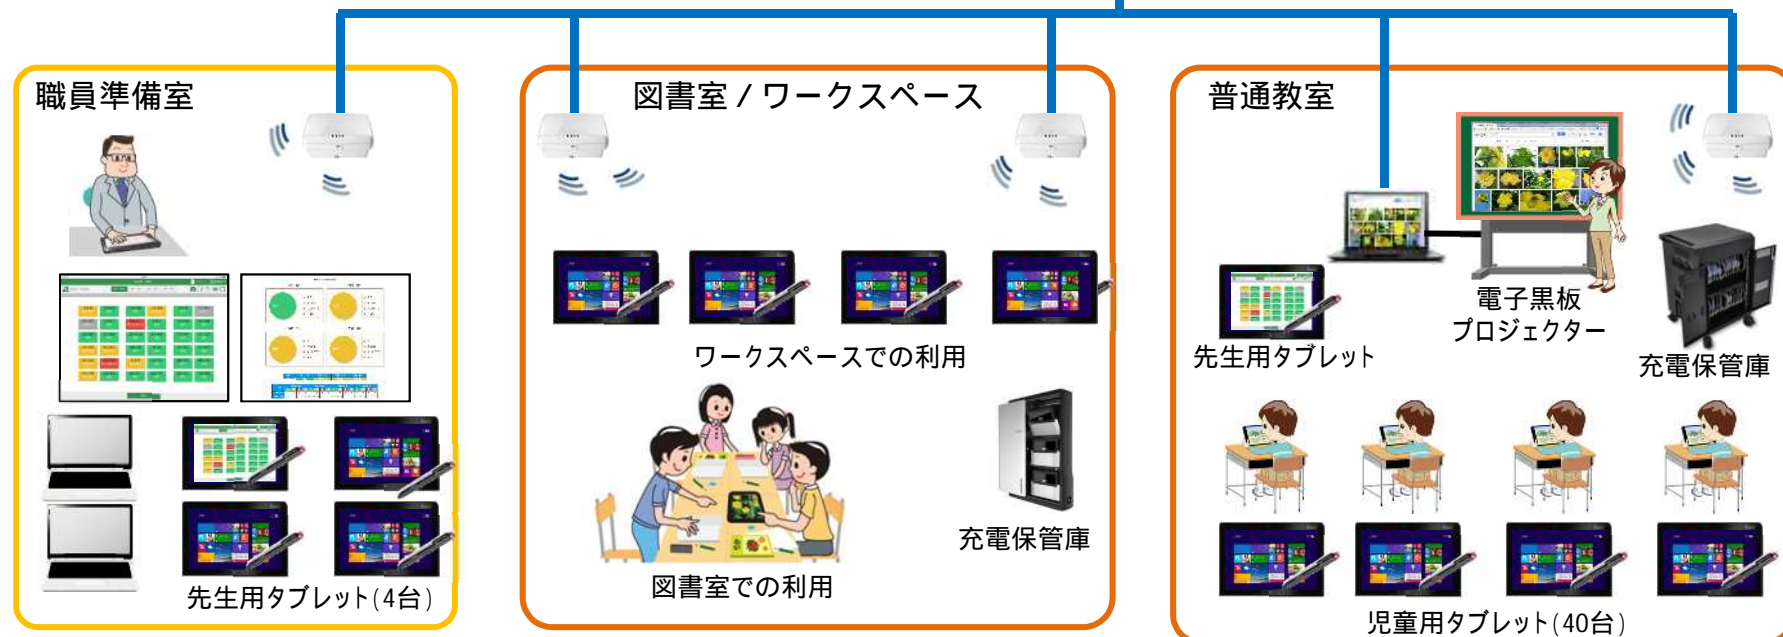 職員準備室
先生用タブレット(4台)
図書室 / ワークスペース
ワークスペースでの利用
充電保管庫
図書室での利用
普通教室
電子黒板
プロジェクター
先生用タブレット
充電保管庫
児童用タブレット(40台)